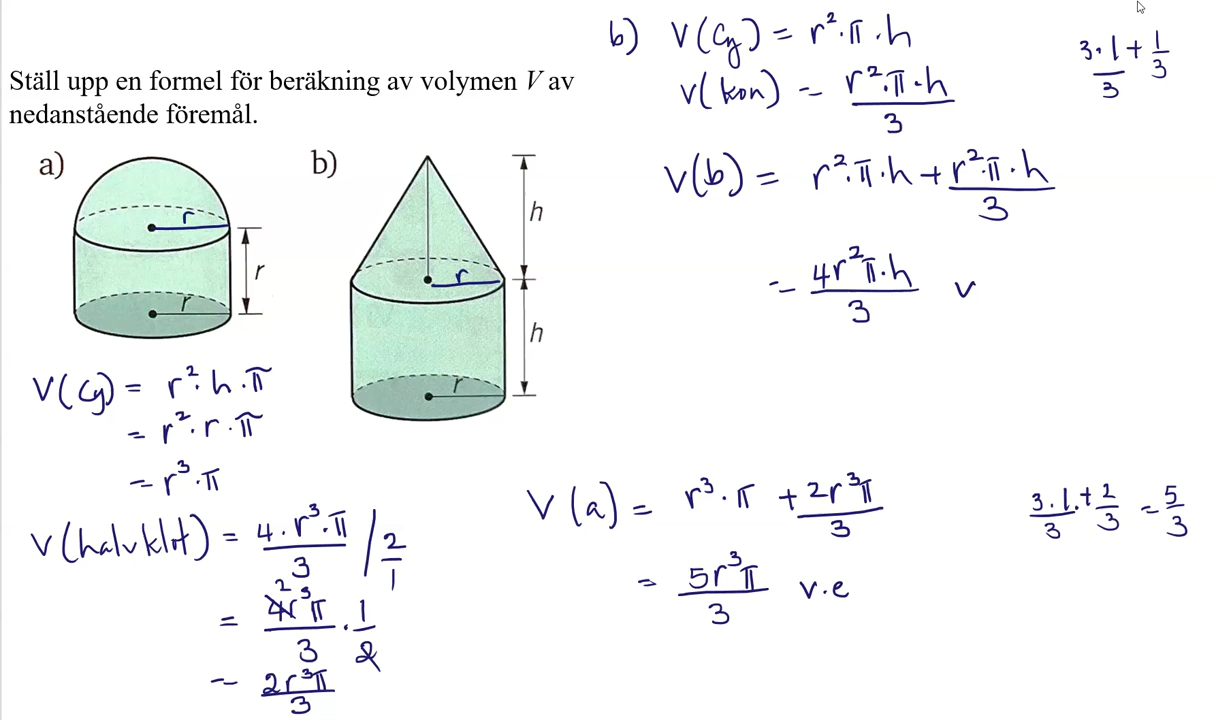 Ställ upp en formel för beräkning av volymen V av
nedanstående föremål.
a)
r
r
r
b)
h
r
h
r
V(Cy) = r²·h·π
= r²·r·π
= r³·π
V(halvklot) = 4·r³·π/3 / 2/1
= 4r³π/3 · 1/2
2
= 2r³π/3
b) V(Cy) = r²·π·h
V(kon) = r²·π·h/3
V(b) = r²·π·h + r²·π·h/3
= 4r²π·h/3 v
3·1/3 + 1/3
V(a) = r³·π + 2r³π/3
= 5r³π/3 v.e
3·1/3 + 2/3 = 5/3